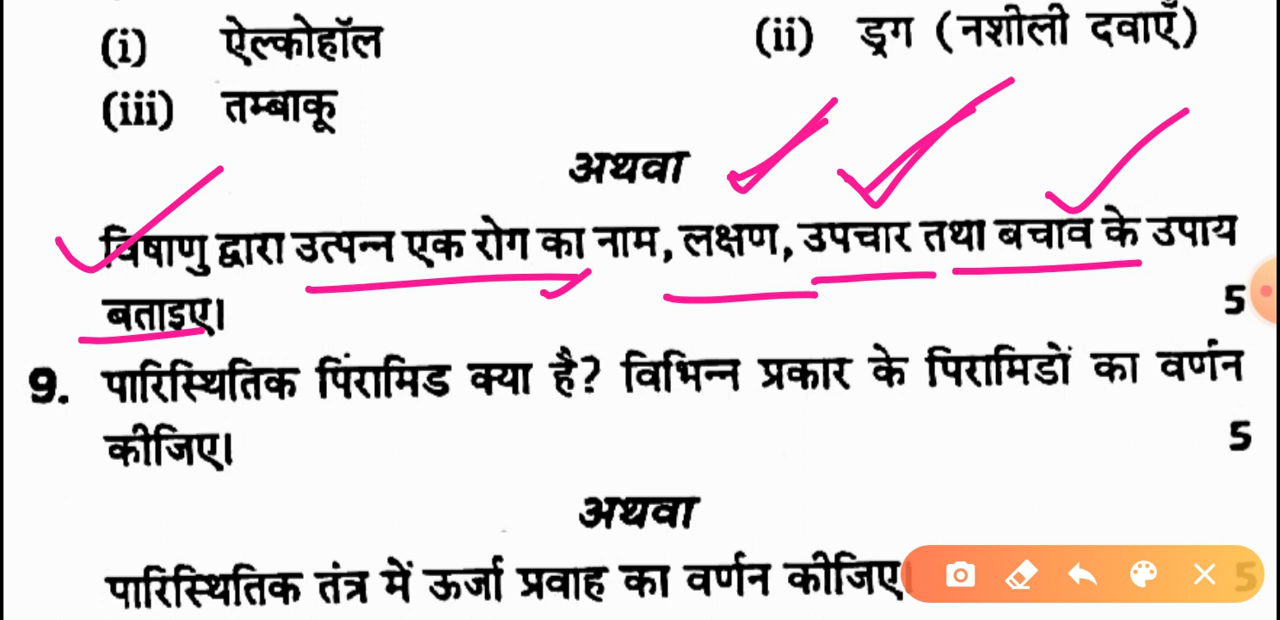 (i) ऐल्कोहॉल (ii) ड्रग (नशीली दवाएँ)
(iii) तम्बाकू
अथवा
विषाणु द्वारा उत्पन्न एक रोग का नाम, लक्षण, उपचार तथा बचाव के उपाय
बताइए। 5
9. पारिस्थितिक पिंरामिड क्या है? विभिन्न प्रकार के पिरामिडों का वर्णन
कीजिए। 5
अथवा
पारिस्थितिक तंत्र में ऊर्जा प्रवाह का वर्णन कीजिए 5